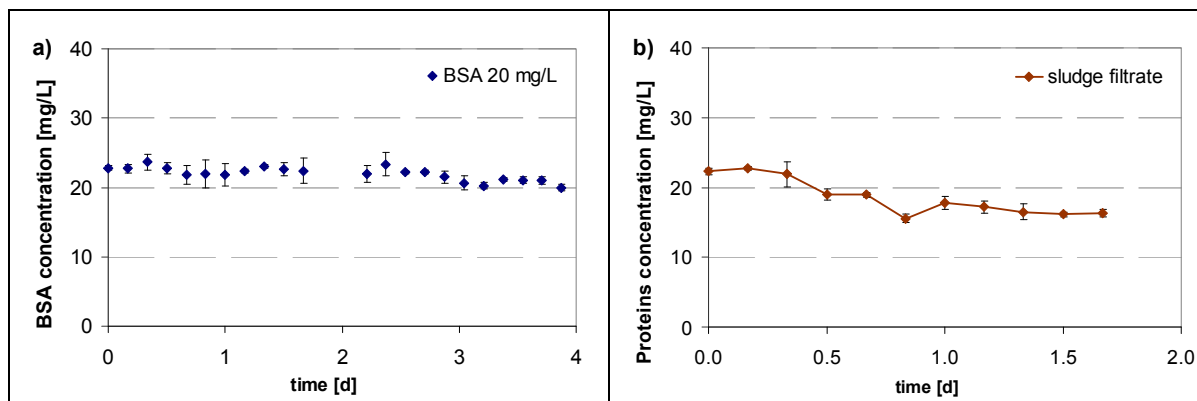 a)
BSA 20 mg/L
BSA concentration [mg/L]
40
30
20
10
0
0 1 2 3 4
time [d]
b)
sludge filtrate
Proteins concentration [mg/L]
40
30
20
10
0
0.0 0.5 1.0 1.5 2.0
time [d]